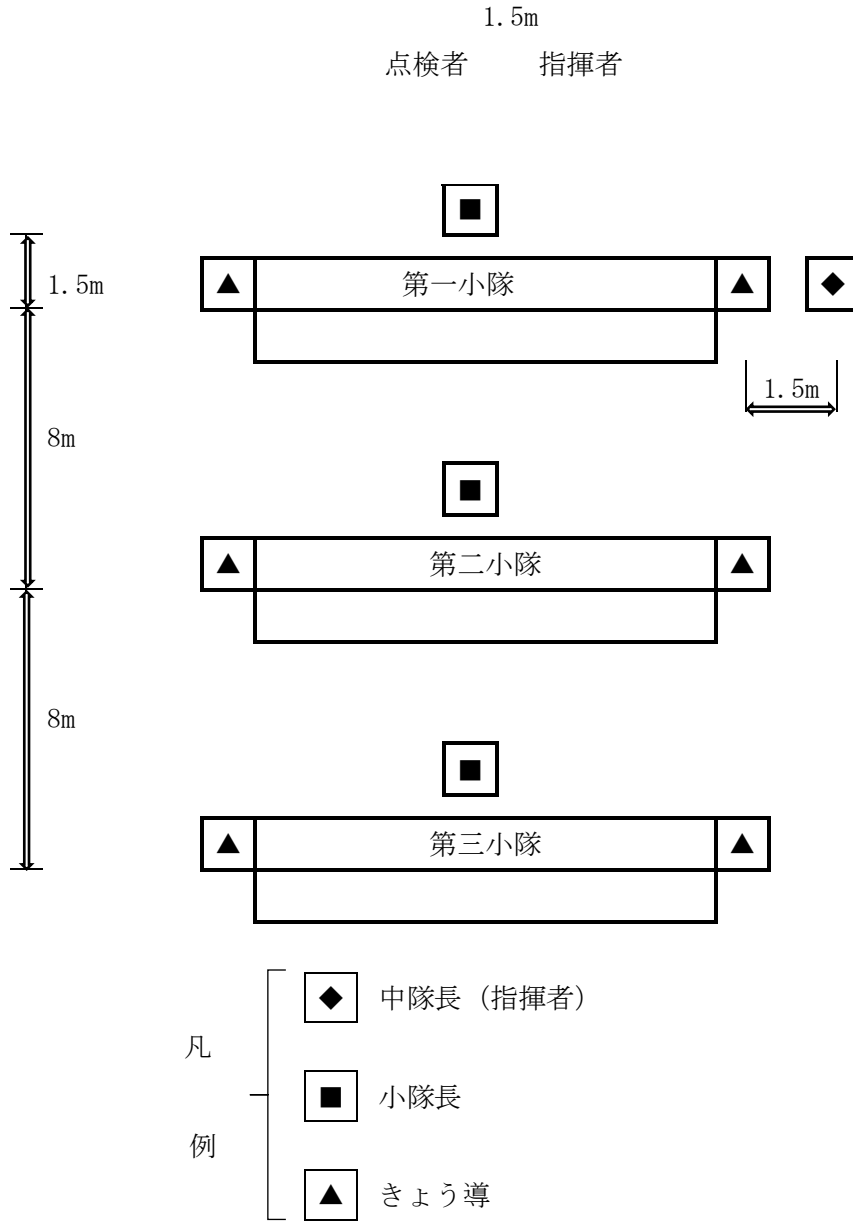 1.5m
点検者 指揮者
1.5m
第一小隊
1.5m
8m
第二小隊
8m
第三小隊
凡例
中隊長（指揮者）
小隊長
きょう導